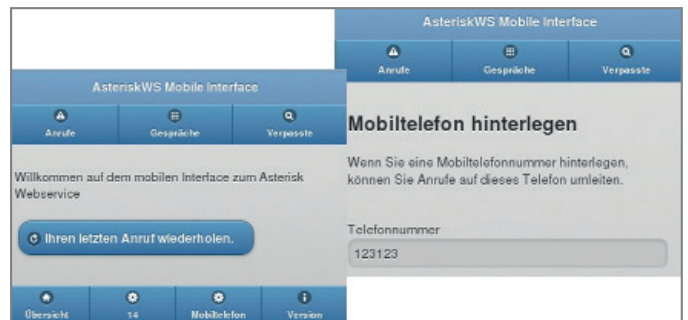 AsteriskWS Mobile Interface
Anrufe Gespräche Verpasste
Willkommen auf dem mobilen Interface zum Asterisk
Webservice
Ihren letzten Anruf wiederholen.
Übersicht 14 Mobiltelefon Version
AsteriskWS Mobile Interface
Anrufe Gespräche Verpasste
Mobiltelefon hinterlegen
Wenn Sie eine Mobiltelefonnummer hinterlegen,
können Sie Anrufe auf dieses Telefon umleiten.
Telefonnummer
123123